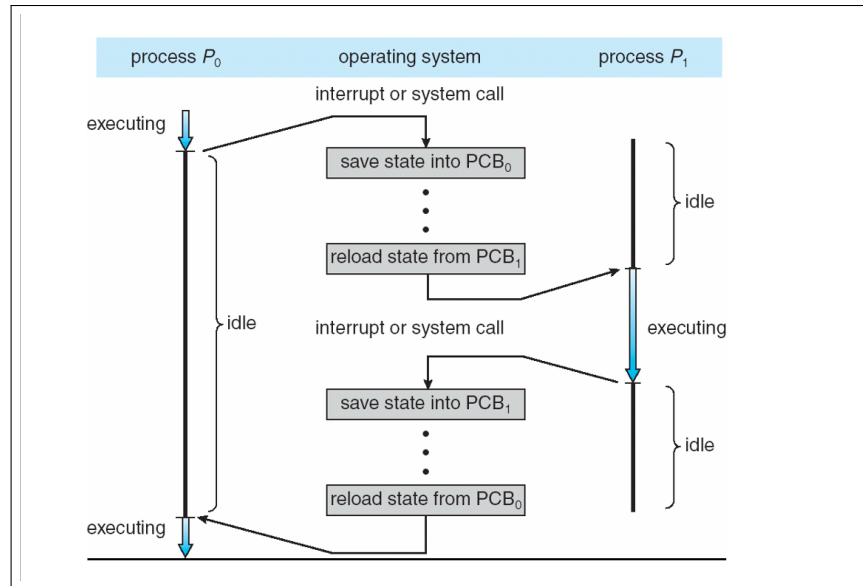 process P0 operating system process P1
interrupt or system call
executing
save state into PCB0
idle
reload state from PCB1
idle
interrupt or system call
executing
save state into PCB1
idle
reload state from PCB0
executing